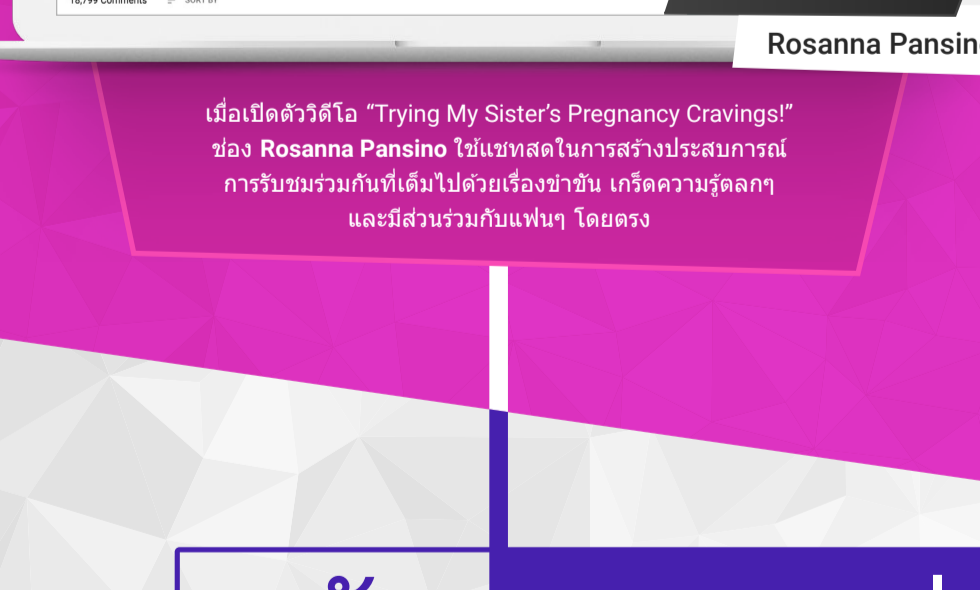 18,799 Comments SORT BY
Rosanna Pansin
เมื่อเปิดตัววิดีโอ “Trying My Sister’s Pregnancy Cravings!”
ช่อง Rosanna Pansino ใช้แชทสดในการสร้างประสบการณ์
การรับชมร่วมกันที่เต็มไปด้วยเรื่องขำขัน เกร็ดความรู้ตลกๆ
และมีส่วนร่วมกับแฟนๆ โดยตรง